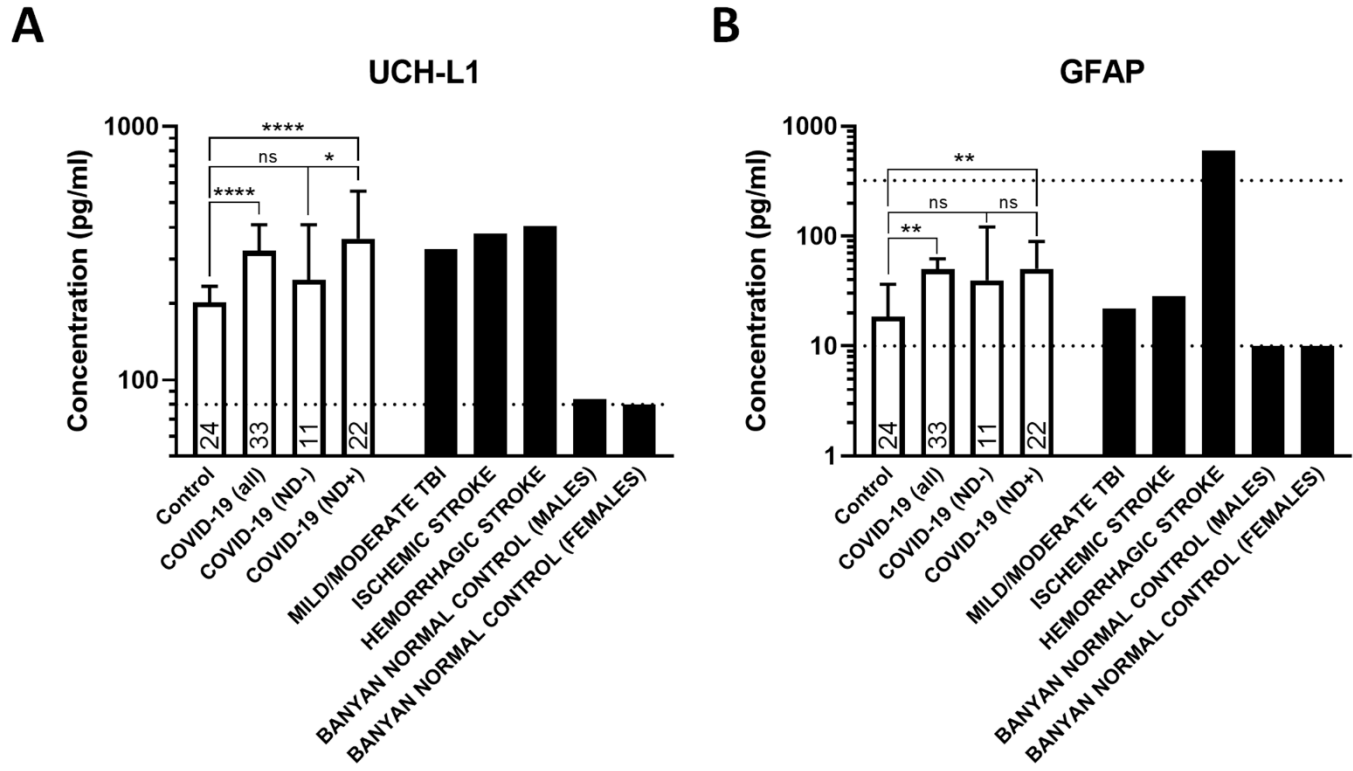 A
UCH-L1
Concentration (pg/ml)
1000
100
****
ns
*
****
24
33
11
22
Control
COVID-19 (all)
COVID-19 (ND-)
COVID-19 (ND+)
MILD/MODERATE TBI
ISCHEMIC STROKE
HEMORRHAGIC STROKE
BANYAN NORMAL CONTROL (MALES)
BANYAN NORMAL CONTROL (FEMALES)
B
GFAP
Concentration (pg/ml)
1000
100
10
1
**
ns
ns
**
24
33
11
22
Control
COVID-19 (all)
COVID-19 (ND-)
COVID-19 (ND+)
MILD/MODERATE TBI
ISCHEMIC STROKE
HEMORRHAGIC STROKE
BANYAN NORMAL CONTROL (MALES)
BANYAN NORMAL CONTROL (FEMALES)